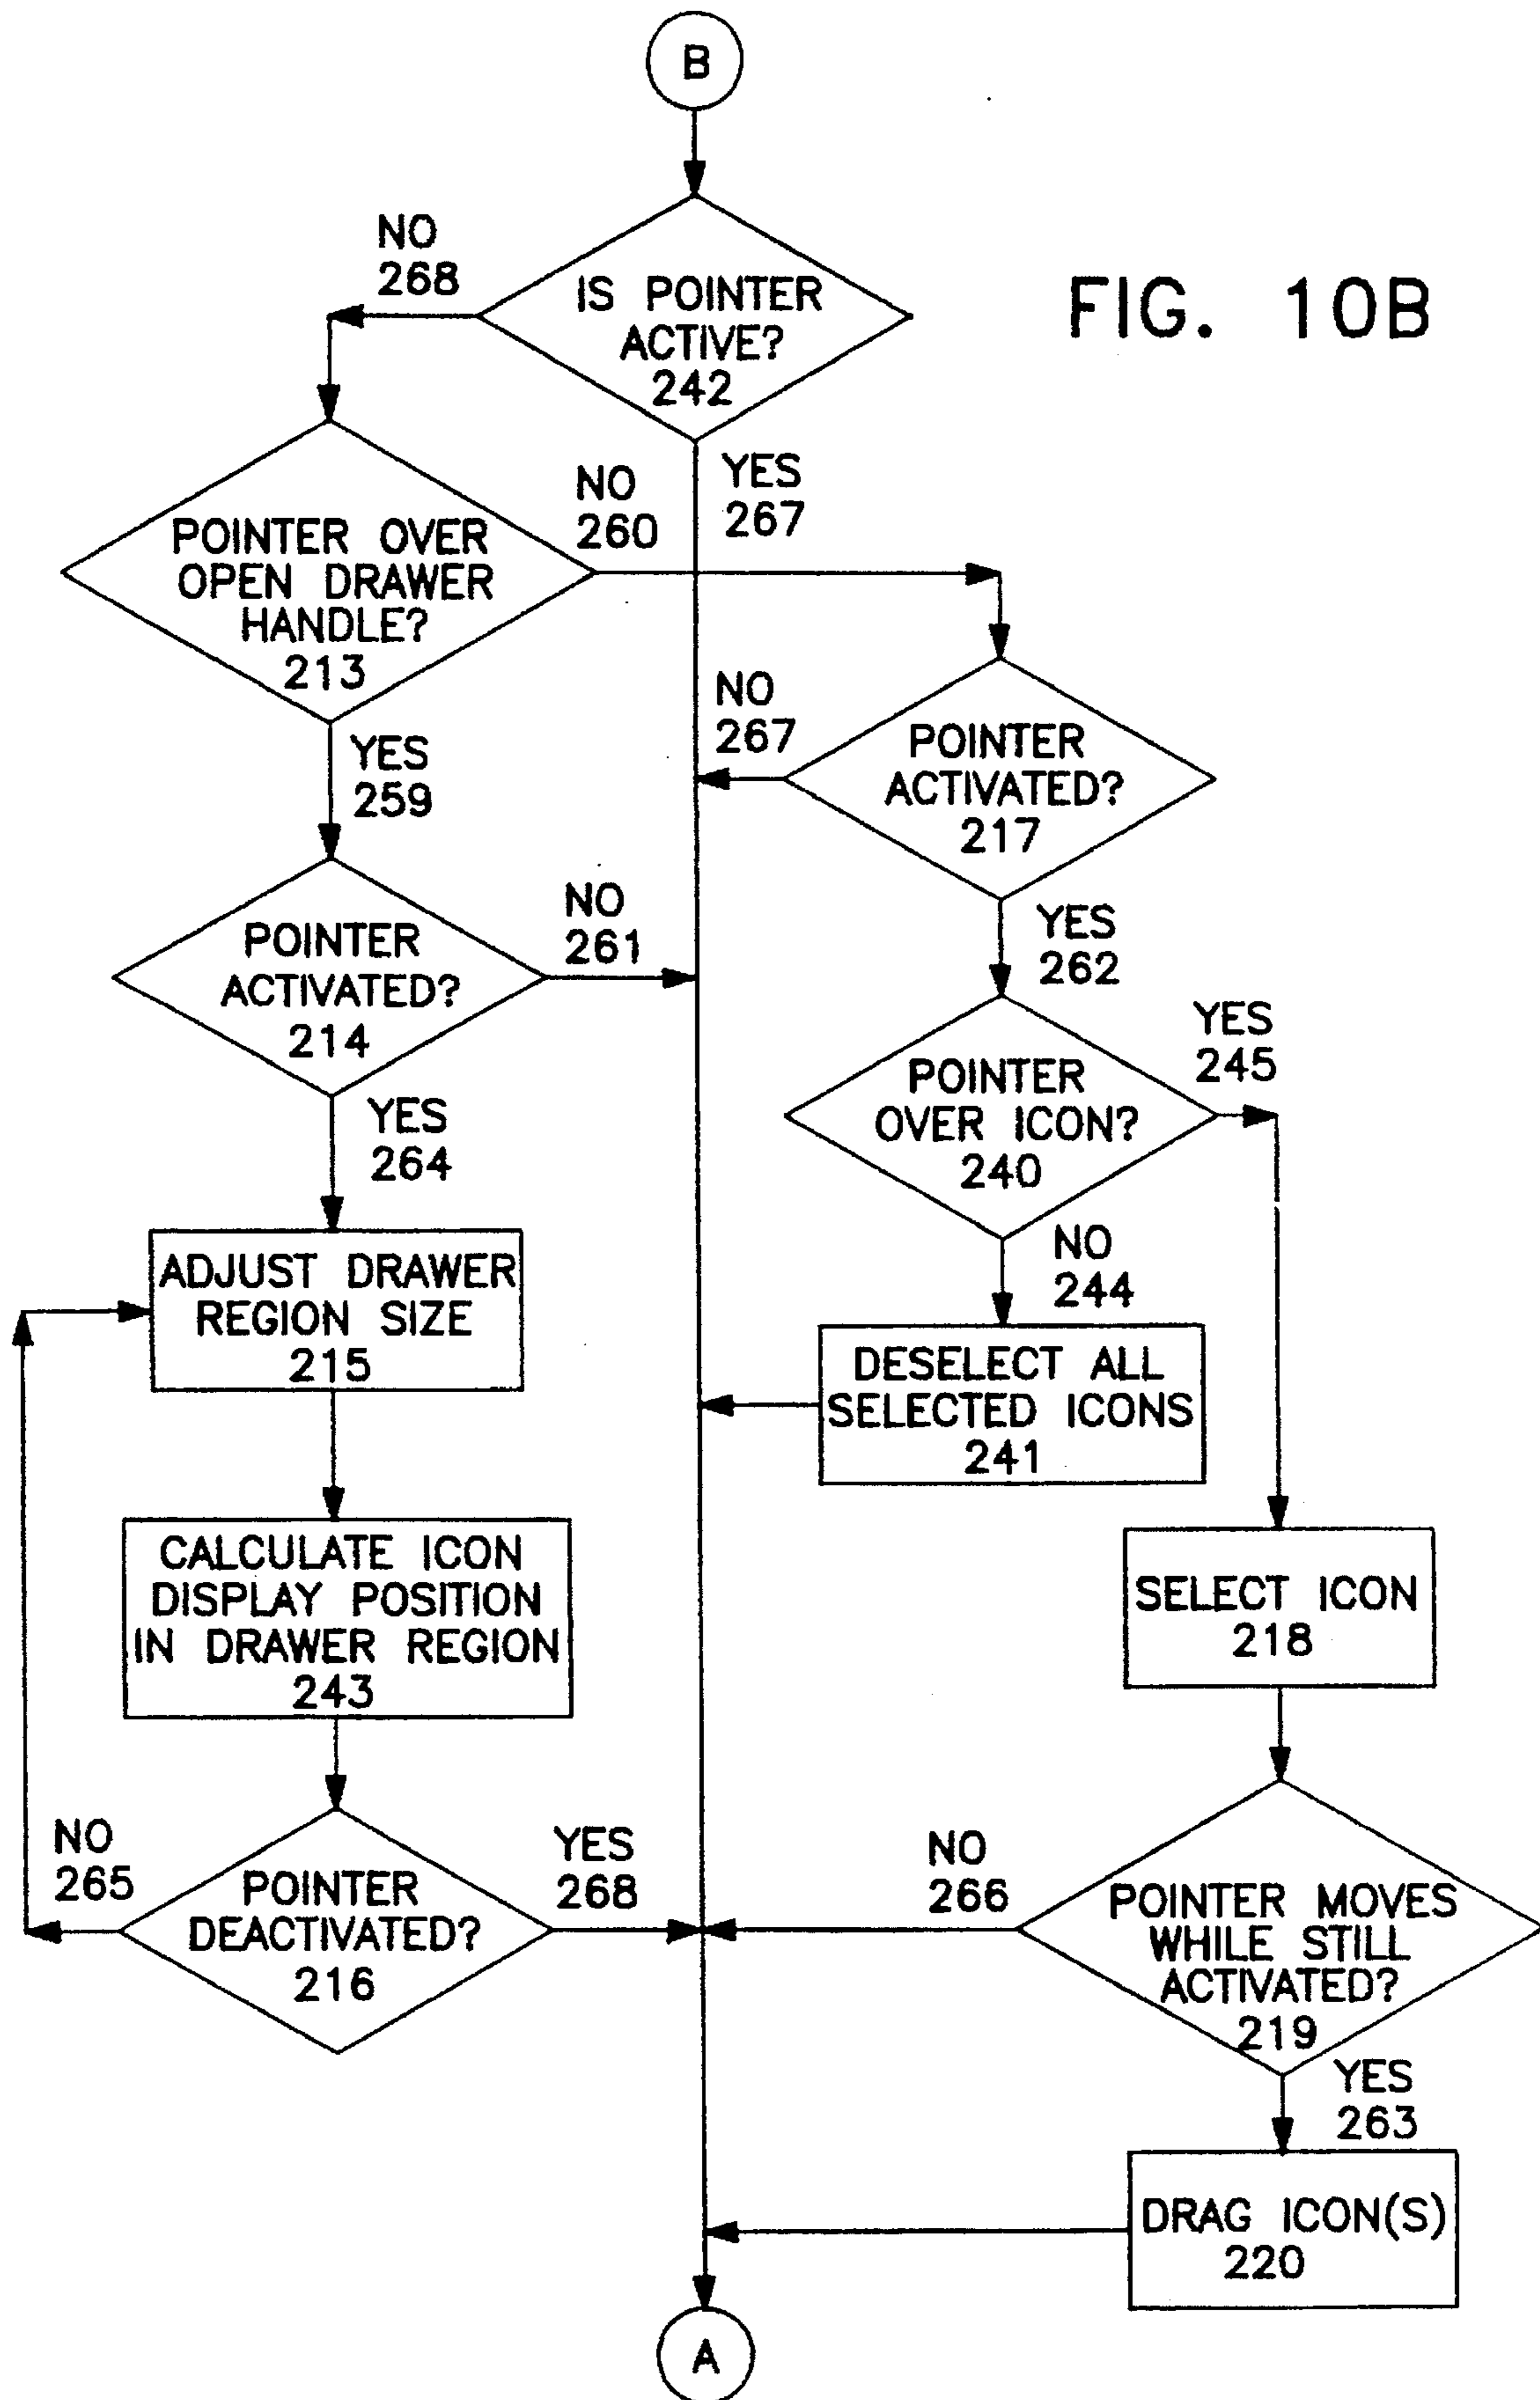 B
NO
268
IS POINTER
ACTIVE?
242
FIG. 10B
YES
267
NO
260
POINTER OVER
OPEN DRAWER
HANDLE?
213
NO
267
POINTER
ACTIVATED?
217
YES
259
YES
262
NO
261
POINTER
ACTIVATED?
214
YES
245
POINTER
OVER ICON?
240
YES
264
NO
244
ADJUST DRAWER
REGION SIZE
215
DESELECT ALL
SELECTED ICONS
241
CALCULATE ICON
DISPLAY POSITION
IN DRAWER REGION
243
SELECT ICON
218
NO
265
POINTER
DEACTIVATED?
216
YES
268
NO
266
POINTER MOVES
WHILE STILL
ACTIVATED?
219
YES
263
DRAG ICON(S)
220
A